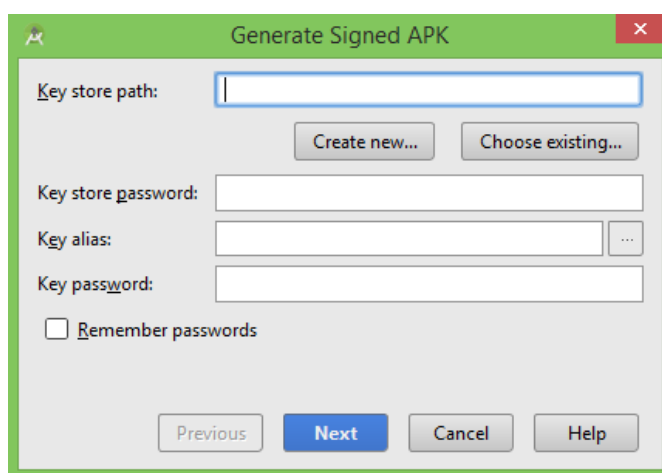 Generate Signed APK
Key store path:
Create new... Choose existing...
Key store password:
Key alias: ...
Key password:
Remember passwords
Previous Next Cancel Help